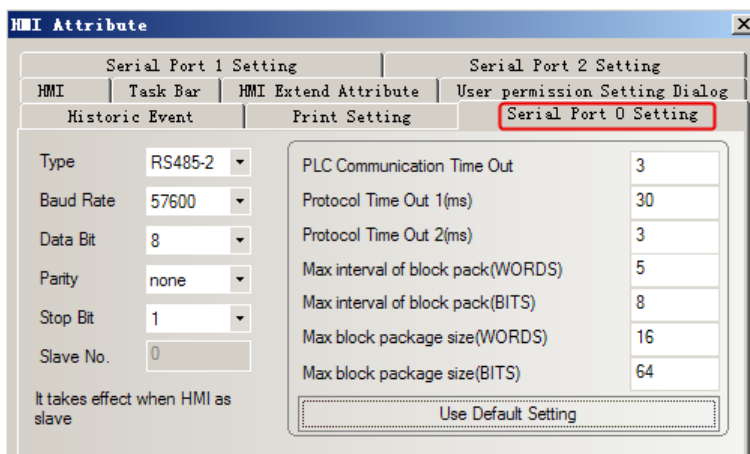 HMI Attribute
Serial Port 1 Setting
Serial Port 2 Setting
HMI
Task Bar
HMI Extend Attribute
User permission Setting Dialog
Historic Event
Print Setting
Serial Port 0 Setting
Type
RS485-2
Baud Rate
57600
Data Bit
8
Parity
none
Stop Bit
1
Slave No.
0
It takes effect when HMI as
slave
PLC Communication Time Out
3
Protocol Time Out 1(ms)
30
Protocol Time Out 2(ms)
3
Max interval of block pack(WORDS)
5
Max interval of block pack(BITS)
8
Max block package size(WORDS)
16
Max block package size(BITS)
64
Use Default Setting